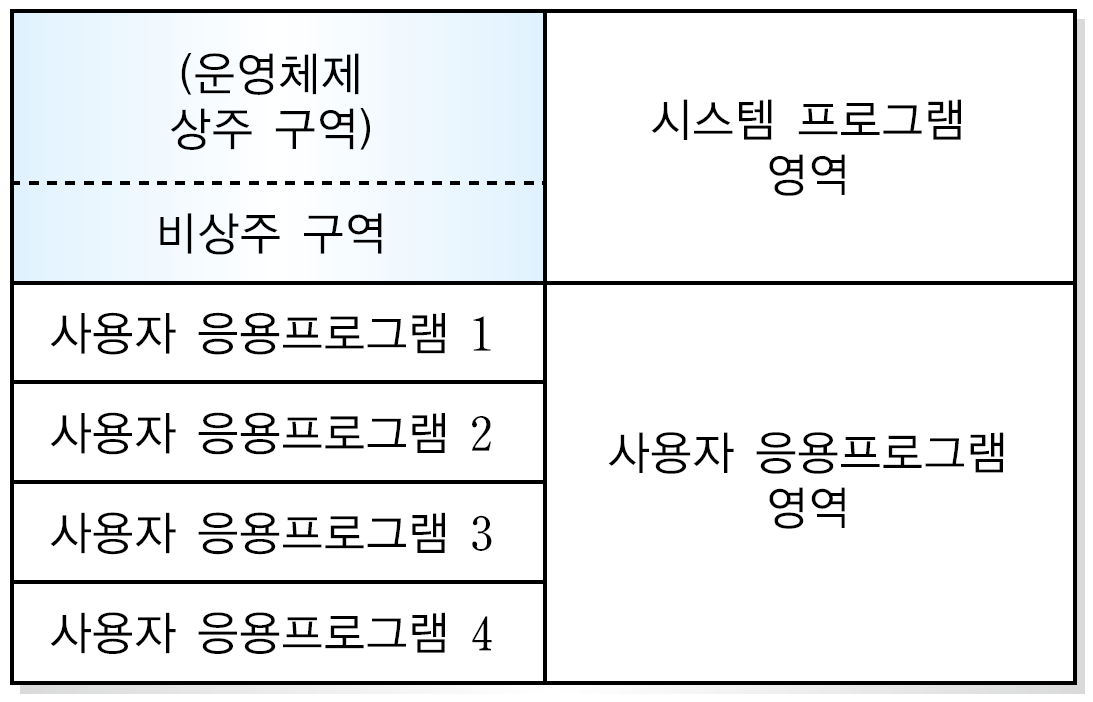 (운영체제
상주 구역)
시스템 프로그램
영역
비상주 구역
사용자 응용프로그램 1
사용자 응용프로그램 2
사용자 응용프로그램 3
사용자 응용프로그램 4
사용자 응용프로그램
영역